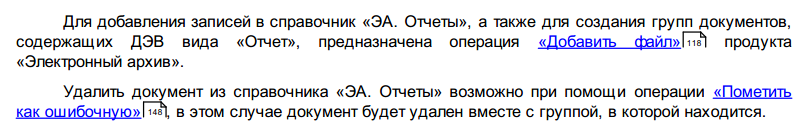 Для добавления записей в справочник «ЭА. Отчеты», а также для создания групп документов,
содержащих ДЭВ вида «Отчет», предназначена операция «Добавить файл» 118 продукта
«Электронный архив».
Удалить документ из справочника «ЭА. Отчеты» возможно при помощи операции «Пометить
как ошибочную» 148, в этом случае документ будет удален вместе с группой, в которой находится.